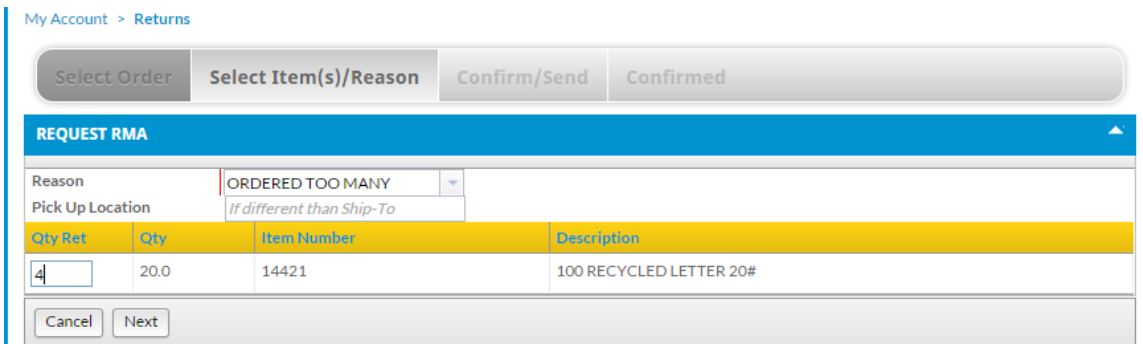 My Account > Returns
Select Order Select Item(s)/Reason Confirm/Send Confirmed
REQUEST RMA
Reason ORDERED TOO MANY
Pick Up Location If different than Ship-To
Qty Ret Qty Item Number Description
4 20.0 14421 100 RECYCLED LETTER 20#
Cancel Next